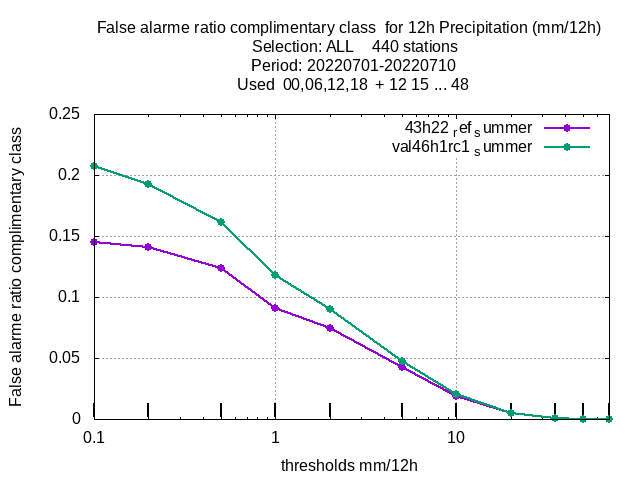 False alarme ratio complimentary class  for 12h Precipitation (mm/12h)
Selection: ALL    440 stations
Period: 20220701-20220710
Used  00,06,12,18  + 12 15 ... 48
43h22 ref summer
val46h1rc1 summer
False alarme ratio complimentary class
0.25
0.2
0.15
0.1
0.05
0
0.1
1
10
thresholds mm/12h